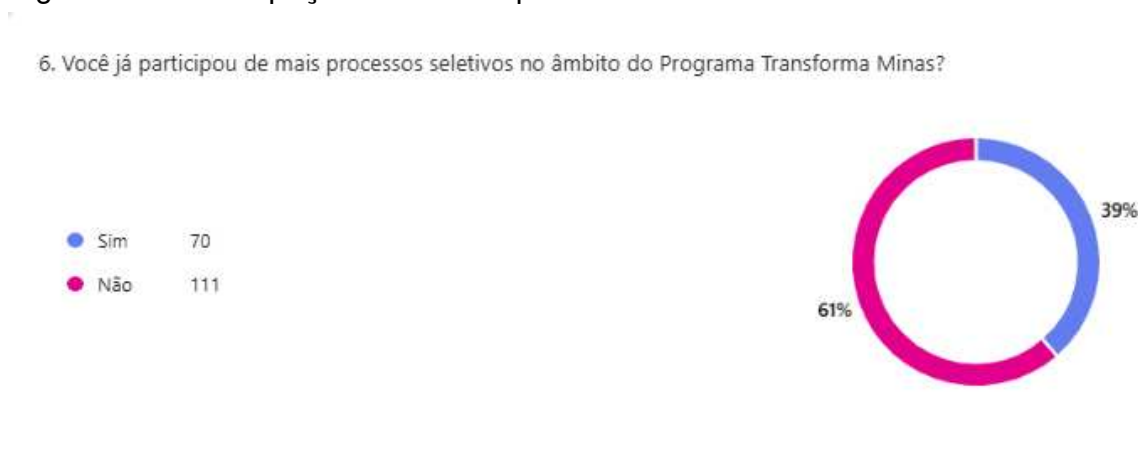 6. Você já participou de mais processos seletivos no âmbito do Programa Transforma Minas?
39%
Sim 70
Não 111
61%